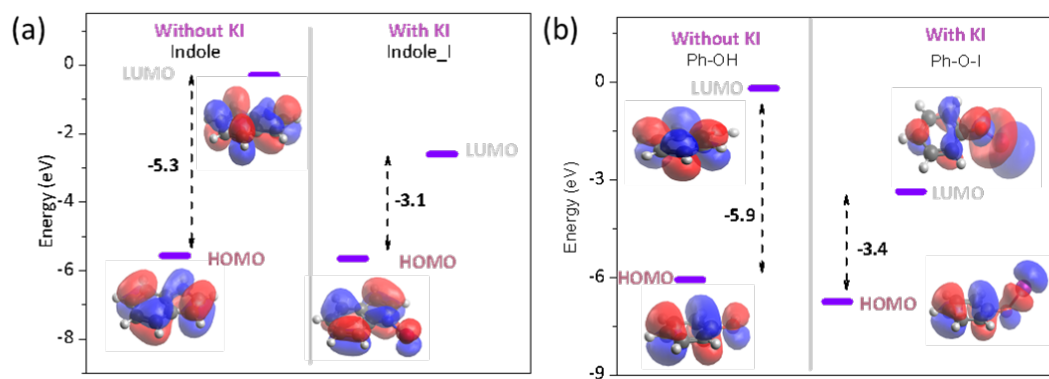 (a)
Without KI
Indole
With KI
Indole_I
0
-2
-4
-6
-8
Energy (eV)
LUMO
-5.3
HOMO
LUMO
-3.1
HOMO
(b)
Without KI
Ph-OH
With KI
Ph-O-I
0
-3
-6
-9
Energy (eV)
LUMO
-5.9
HOMO
LUMO
-3.4
HOMO